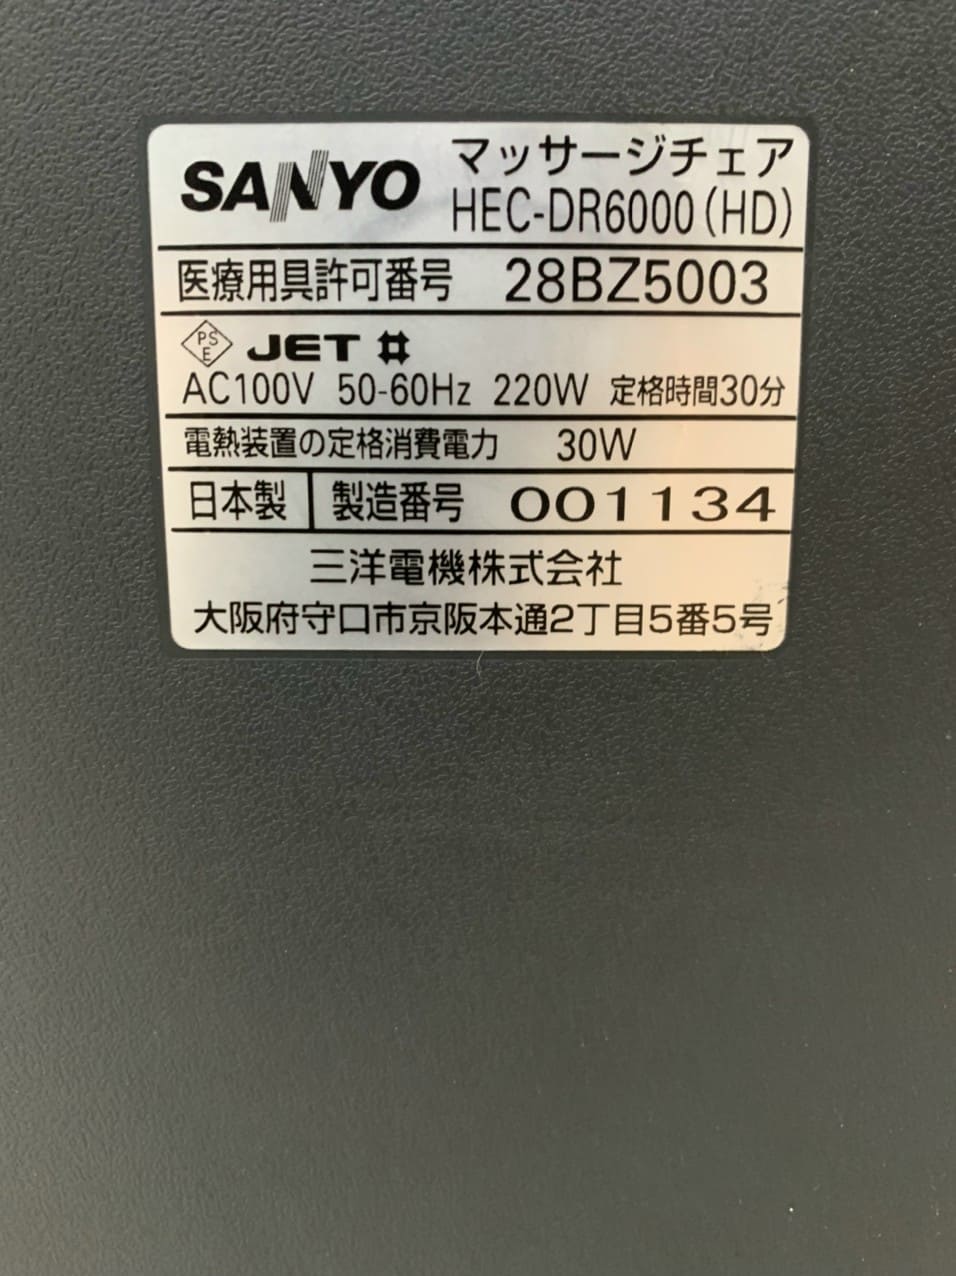 SANYO マッサージチェア
HEC-DR6000(HD)
医療用具許可番号 28BZ5003
PS
E
JET
AC100V 50-60Hz 220W 定格時間30分
電熱装置の定格消費電力 30W
日本製 製造番号 001134
三洋電機株式会社
大阪府守口市京阪本通2丁目5番5号